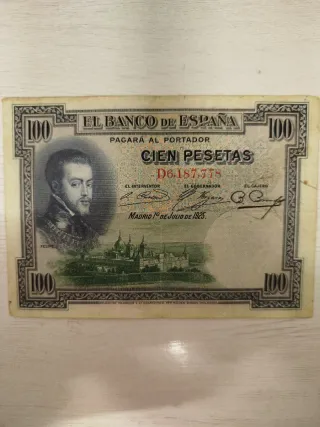 EL BANCO DE ESPAÑA
PAGARÁ AL PORTADOR
100 CIEN PESETAS 100
D6,187,778
EL INTERVENTOR EL GOBERNADOR EL CAJERO
MADRID 1º DE JULIO DE 1925.
100 100